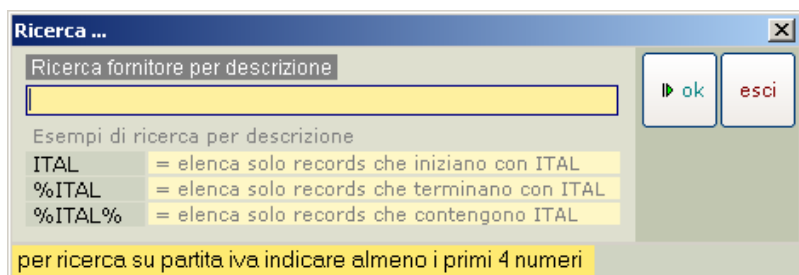 Ricerca ...
Ricerca fornitore per descrizione
ok
esci
Esempi di ricerca per descrizione
ITAL = elenca solo records che iniziano con ITAL
%ITAL = elenca solo records che terminano con ITAL
%ITAL% = elenca solo records che contengono ITAL
per ricerca su partita iva indicare almeno i primi 4 numeri